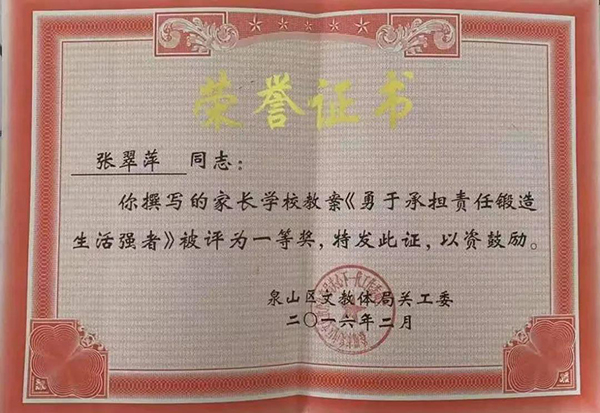 荣誉证书
张翠萍 同志：
你撰写的家长学校教案《勇于承担责任锻造
生活强者》被评为一等奖，特发此证，以资鼓励。
泉山区文教体局关工委
二〇一六年二月